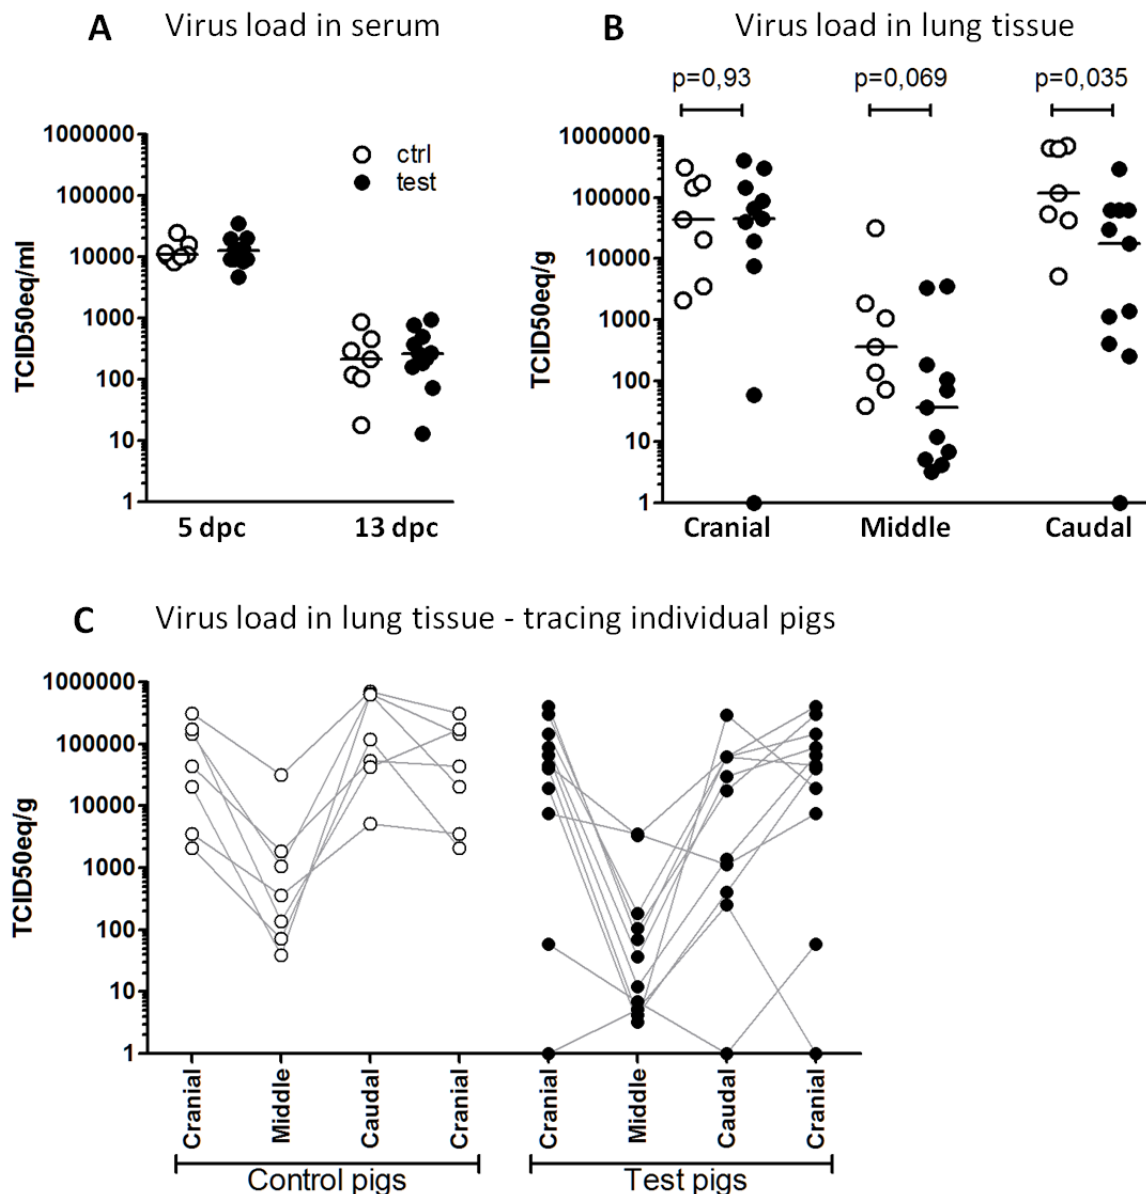 A Virus load in serum
1000000
100000
10000
1000
100
10
1
TCID50eq/ml
ctrl
test
5 dpc 13 dpc
B Virus load in lung tissue
p=0,93 p=0,069 p=0,035
1000000
100000
10000
1000
100
10
1
TCID50eq/g
Cranial Middle Caudal
C Virus load in lung tissue - tracing individual pigs
1000000
100000
10000
1000
100
10
1
TCID50eq/g
Cranial
Middle
Caudal
Cranial
Cranial
Middle
Caudal
Cranial
Control pigs Test pigs